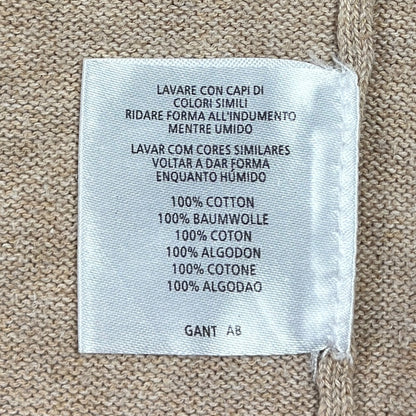 LAVARE CON CAPI DI
COLORI SIMILI
RIDARE FORMA ALL'INDUMENTO
MENTRE UMIDO
LAVAR COM CORES SIMILARES
VOLTAR A DAR FORMA
ENQUANTO HÚMIDO
100% COTTON
100% BAUMWOLLE
100% COTON
100% ALGODON
100% COTONE
100% ALGODAO
GANT AB